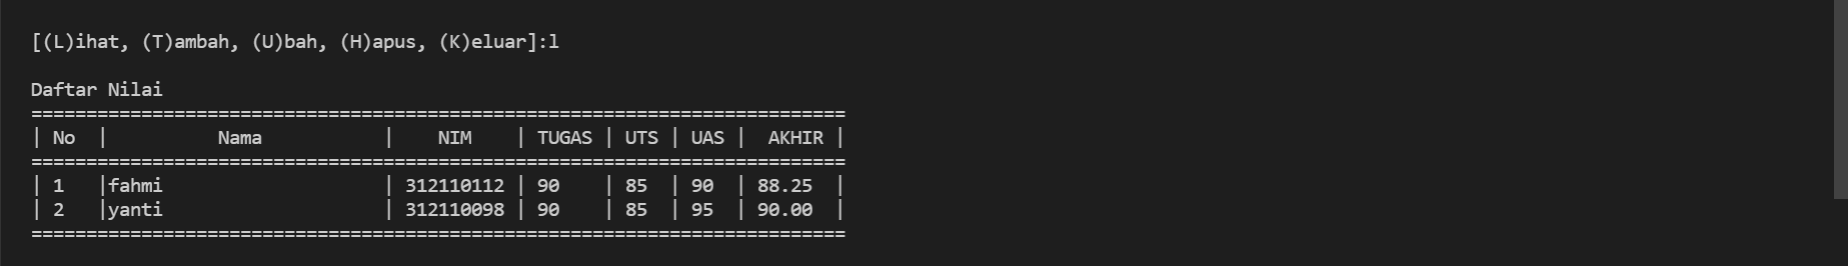 [(L)ihat, (T)ambah, (U)bah, (H)apus, (K)eluar]:l
Daftar Nilai
==========================================================================
| No  |          Nama           |    NIM    | TUGAS | UTS | UAS |  AKHIR |
==========================================================================
| 1   |fahmi                    | 312110112 | 90    | 85  | 90  | 88.25  |
| 2   |yanti                    | 312110098 | 90    | 85  | 95  | 90.00  |
==========================================================================